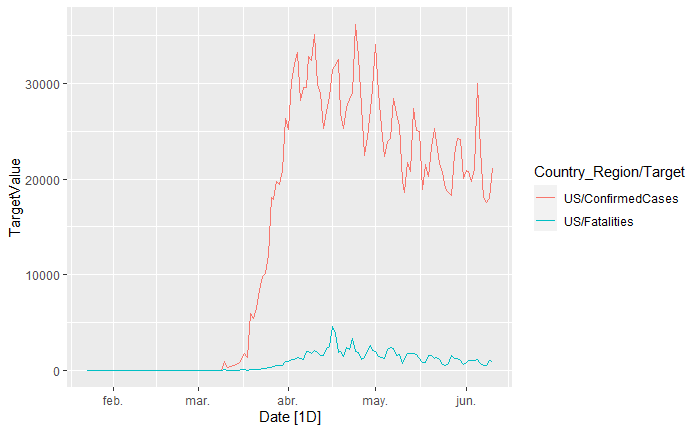 TargetValue
30000
20000
10000
0
feb.
mar.
abr.
may.
jun.
Date [1D]
Country_Region/Target
US/ConfirmedCases
US/Fatalities